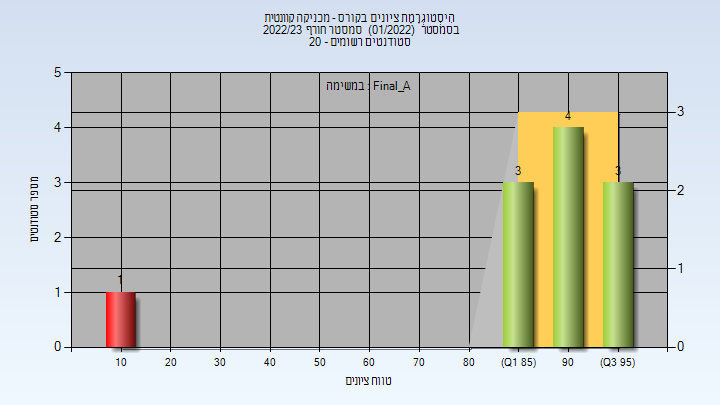 היסטוגרמת ציונים בקורס - מכניקה קוונטית
בסמסטר (01/2022) סמסטר חורף 2022/23
סטודנטים רשומים - 20
במשימה : Final_A
מספר סטודנטים
5
4
3
2
1
0
3
2
1
0
1
3
4
3
10
20
30
40
50
60
70
80
(Q1 85)
90
(Q3 95)
טווח ציונים